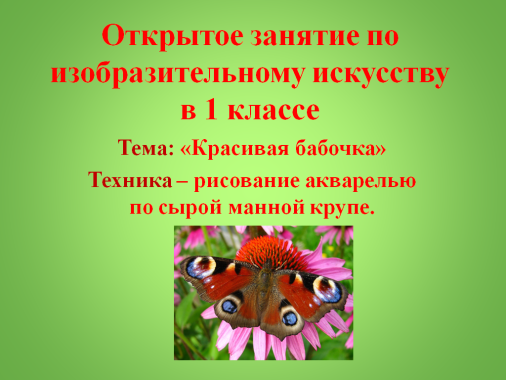 Открытое занятие по
изобразительному искусству
в 1 классе
Тема: «Красивая бабочка»
Техника – рисование акварелью
по сырой манной крупе.